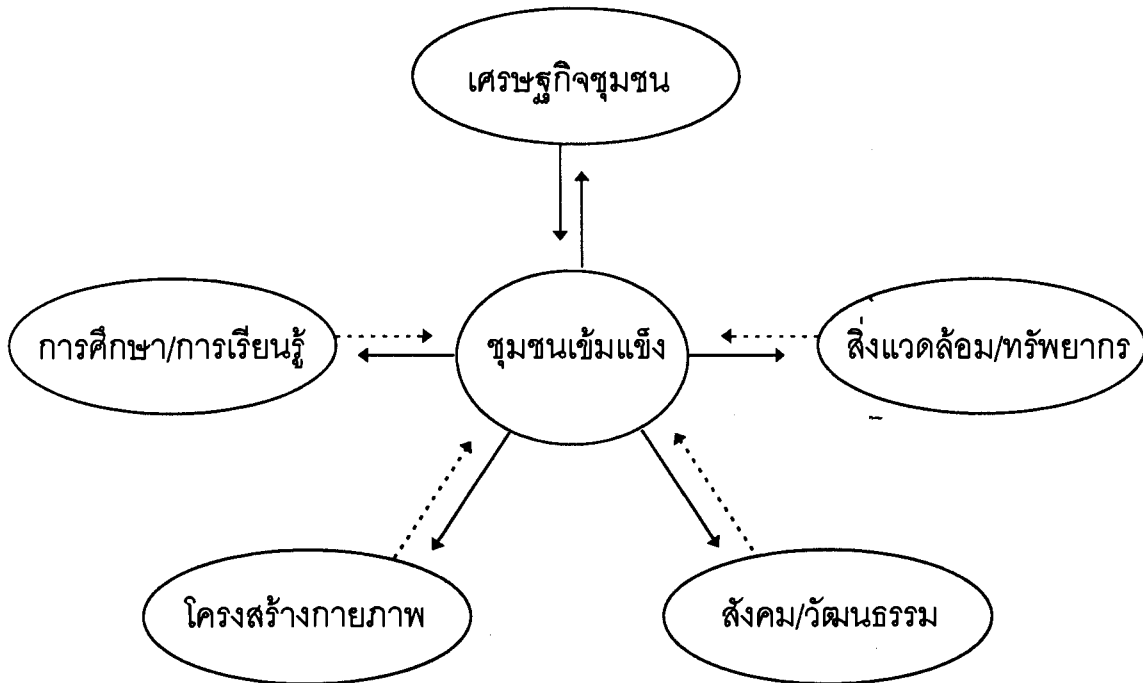 เศรษฐกิจชุมชน
การศึกษา/การเรียนรู้
ชุมชนเข้มแข็ง
สิ่งแวดล้อม/ทรัพยากร
โครงสร้างกายภาพ
สังคม/วัฒนธรรม